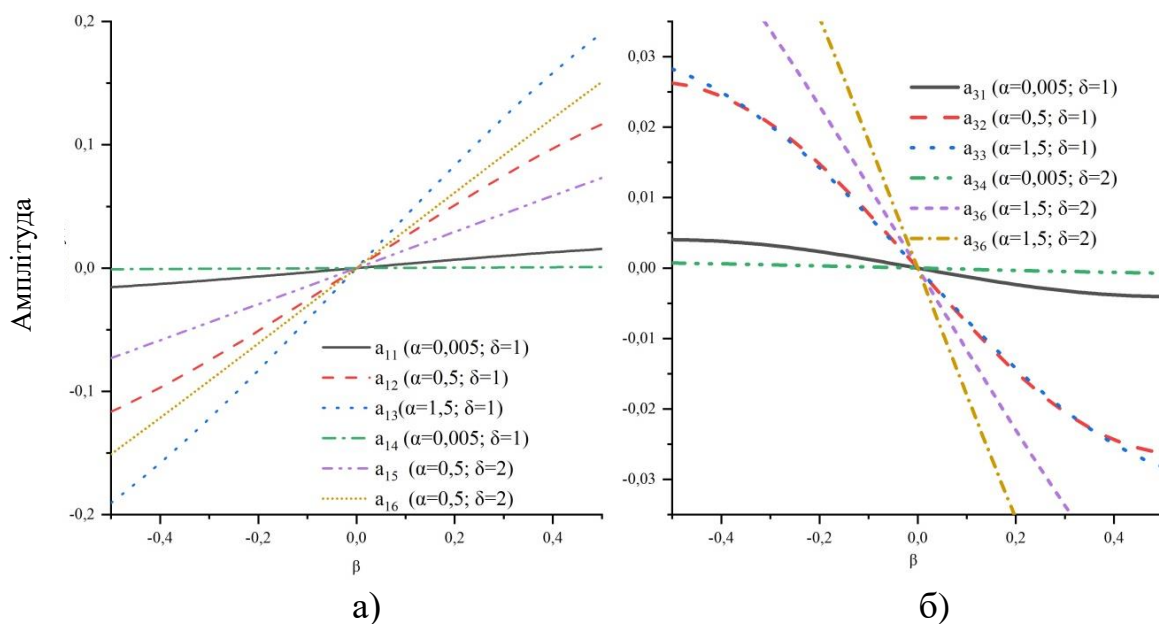 Амплітуда
0,2
0,1
0,0
-0,1
-0,2
a11 (α=0,005; δ=1)
a12 (α=0,5; δ=1)
a13(α=1,5; δ=1)
a14 (α=0,005; δ=1)
a15 (α=0,5; δ=2)
a16 (α=0,5; δ=2)
-0,4 -0,2 0,0 0,2 0,4
β
а)
0,03
0,02
0,01
0,00
-0,01
-0,02
-0,03
a31 (α=0,005; δ=1)
a32 (α=0,5; δ=1)
a33 (α=1,5; δ=1)
a34 (α=0,005; δ=2)
a36 (α=1,5; δ=2)
a36 (α=1,5; δ=2)
-0,4 -0,2 0,0 0,2 0,4
β
б)